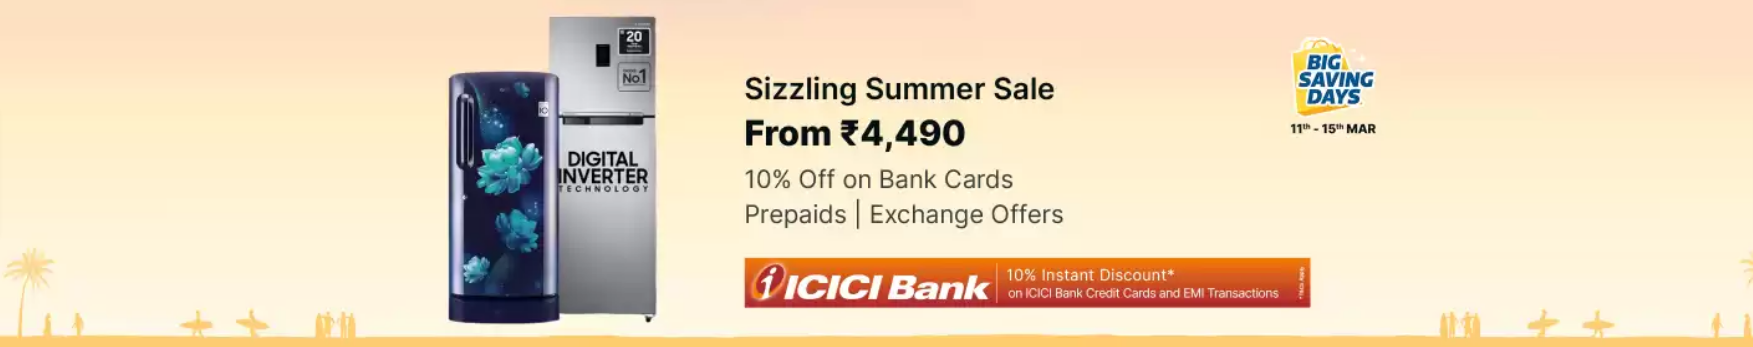 20
No1
DIGITAL
INVERTER
TECHNOLOGY
Sizzling Summer Sale
From ₹4,490
10% Off on Bank Cards
Prepaids | Exchange Offers
ICICI Bank
10% Instant Discount*
on ICICI Bank Credit Cards and EMI Transactions
BIG
SAVING
DAYS
11th - 15th MAR